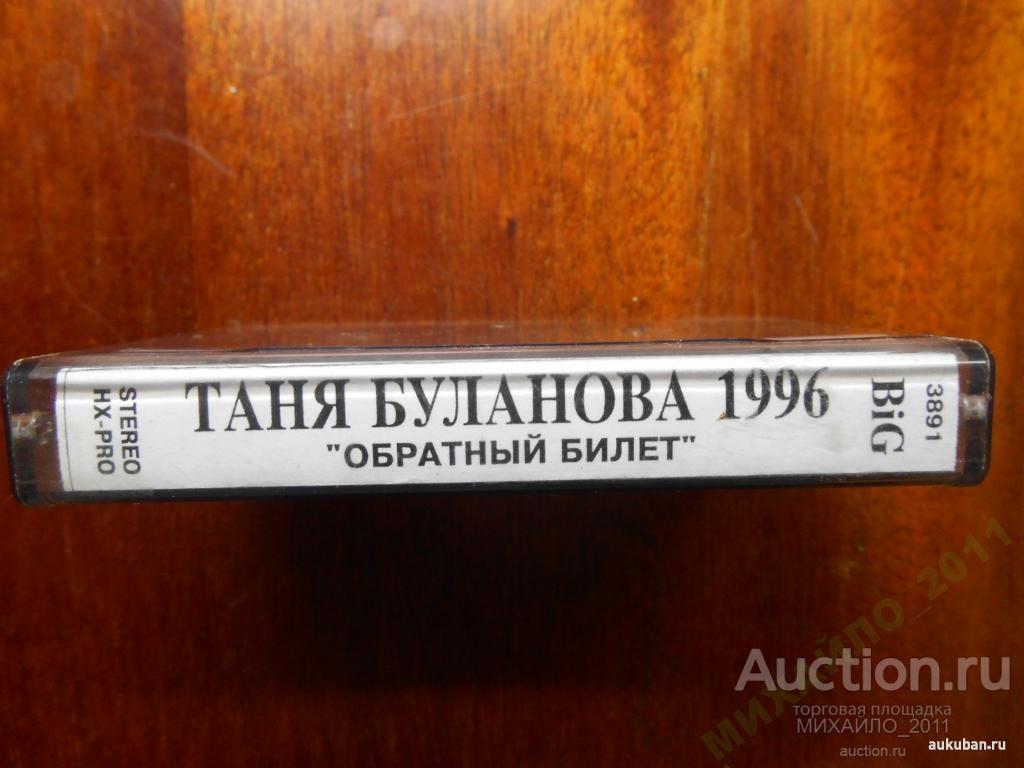 STEREO
HX-PRO
ТАНЯ БУЛАНОВА 1996
"ОБРАТНЫЙ БИЛЕТ"
BiG
3891
МИХАЙЛО_2011
Auction.ru
торговая площадка
МИХАЙЛО_2011
auction.ru
aukuban.ru